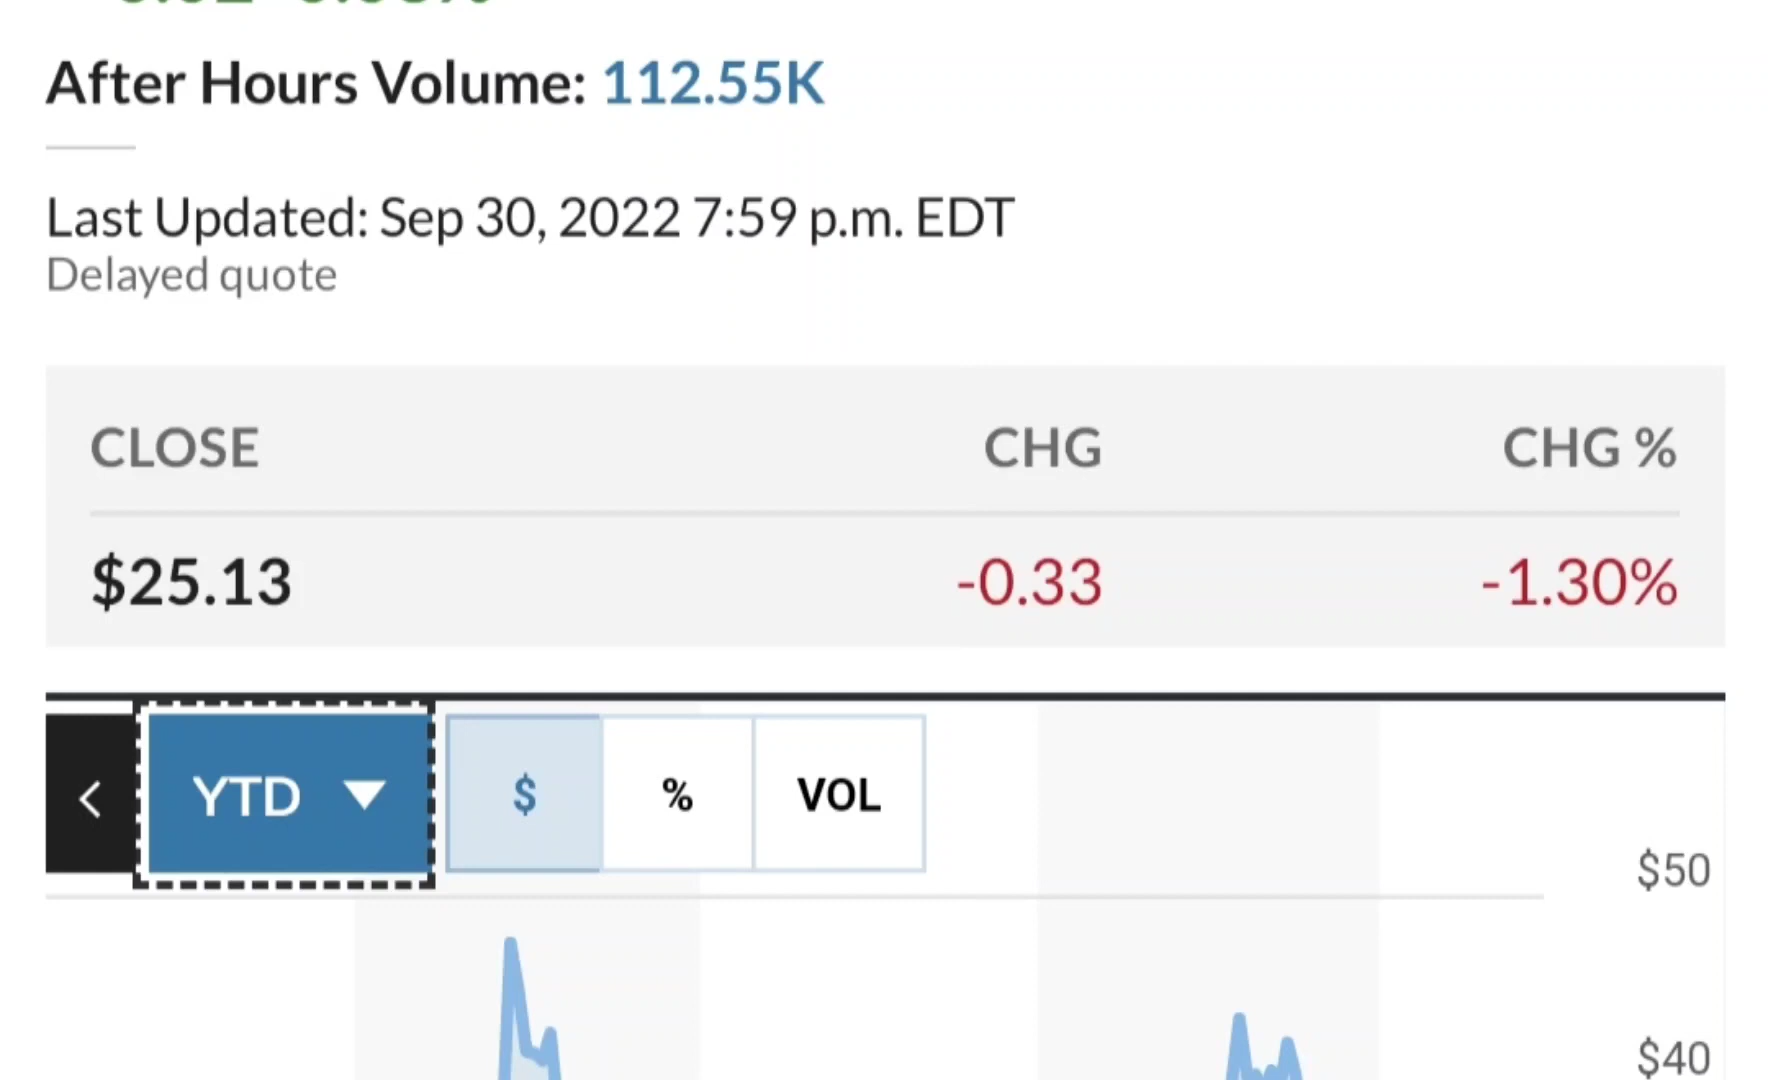 After Hours Volume: 112.55K
Last Updated: Sep 30, 2022 7:59 p.m. EDT
Delayed quote
CLOSE CHG CHG %
$25.13 -0.33 -1.30%
< YTD ▼ $ % VOL
$50
$40